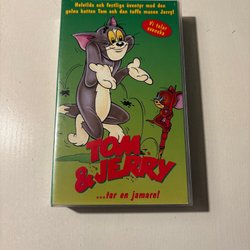 Helvilda och festliga äventyr med den
galna katten Tom och den tuffa musen Jerry!
Vi talar
svenska
TOM
& JERRY
...tar en jamare!